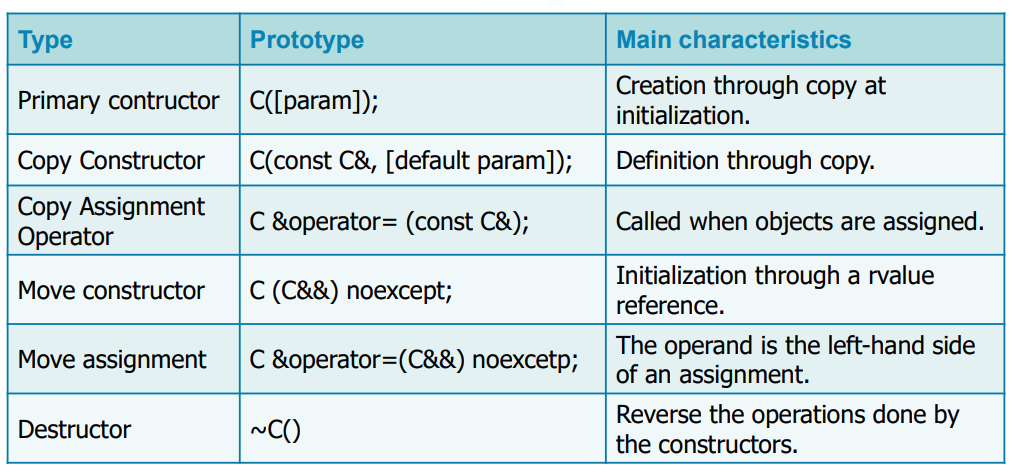 Type Prototype Main characteristics
Primary contructor C([param]); Creation through copy at
initialization.
Copy Constructor C(const C&, [default param]); Definition through copy.
Copy Assignment
Operator C &operator= (const C&); Called when objects are assigned.
Move constructor C (C&&) noexcept; Initialization through a rvalue
reference.
Move assignment C &operator=(C&&) noexcetp; The operand is the left-hand side
of an assignment.
Destructor ~C() Reverse the operations done by
the constructors.